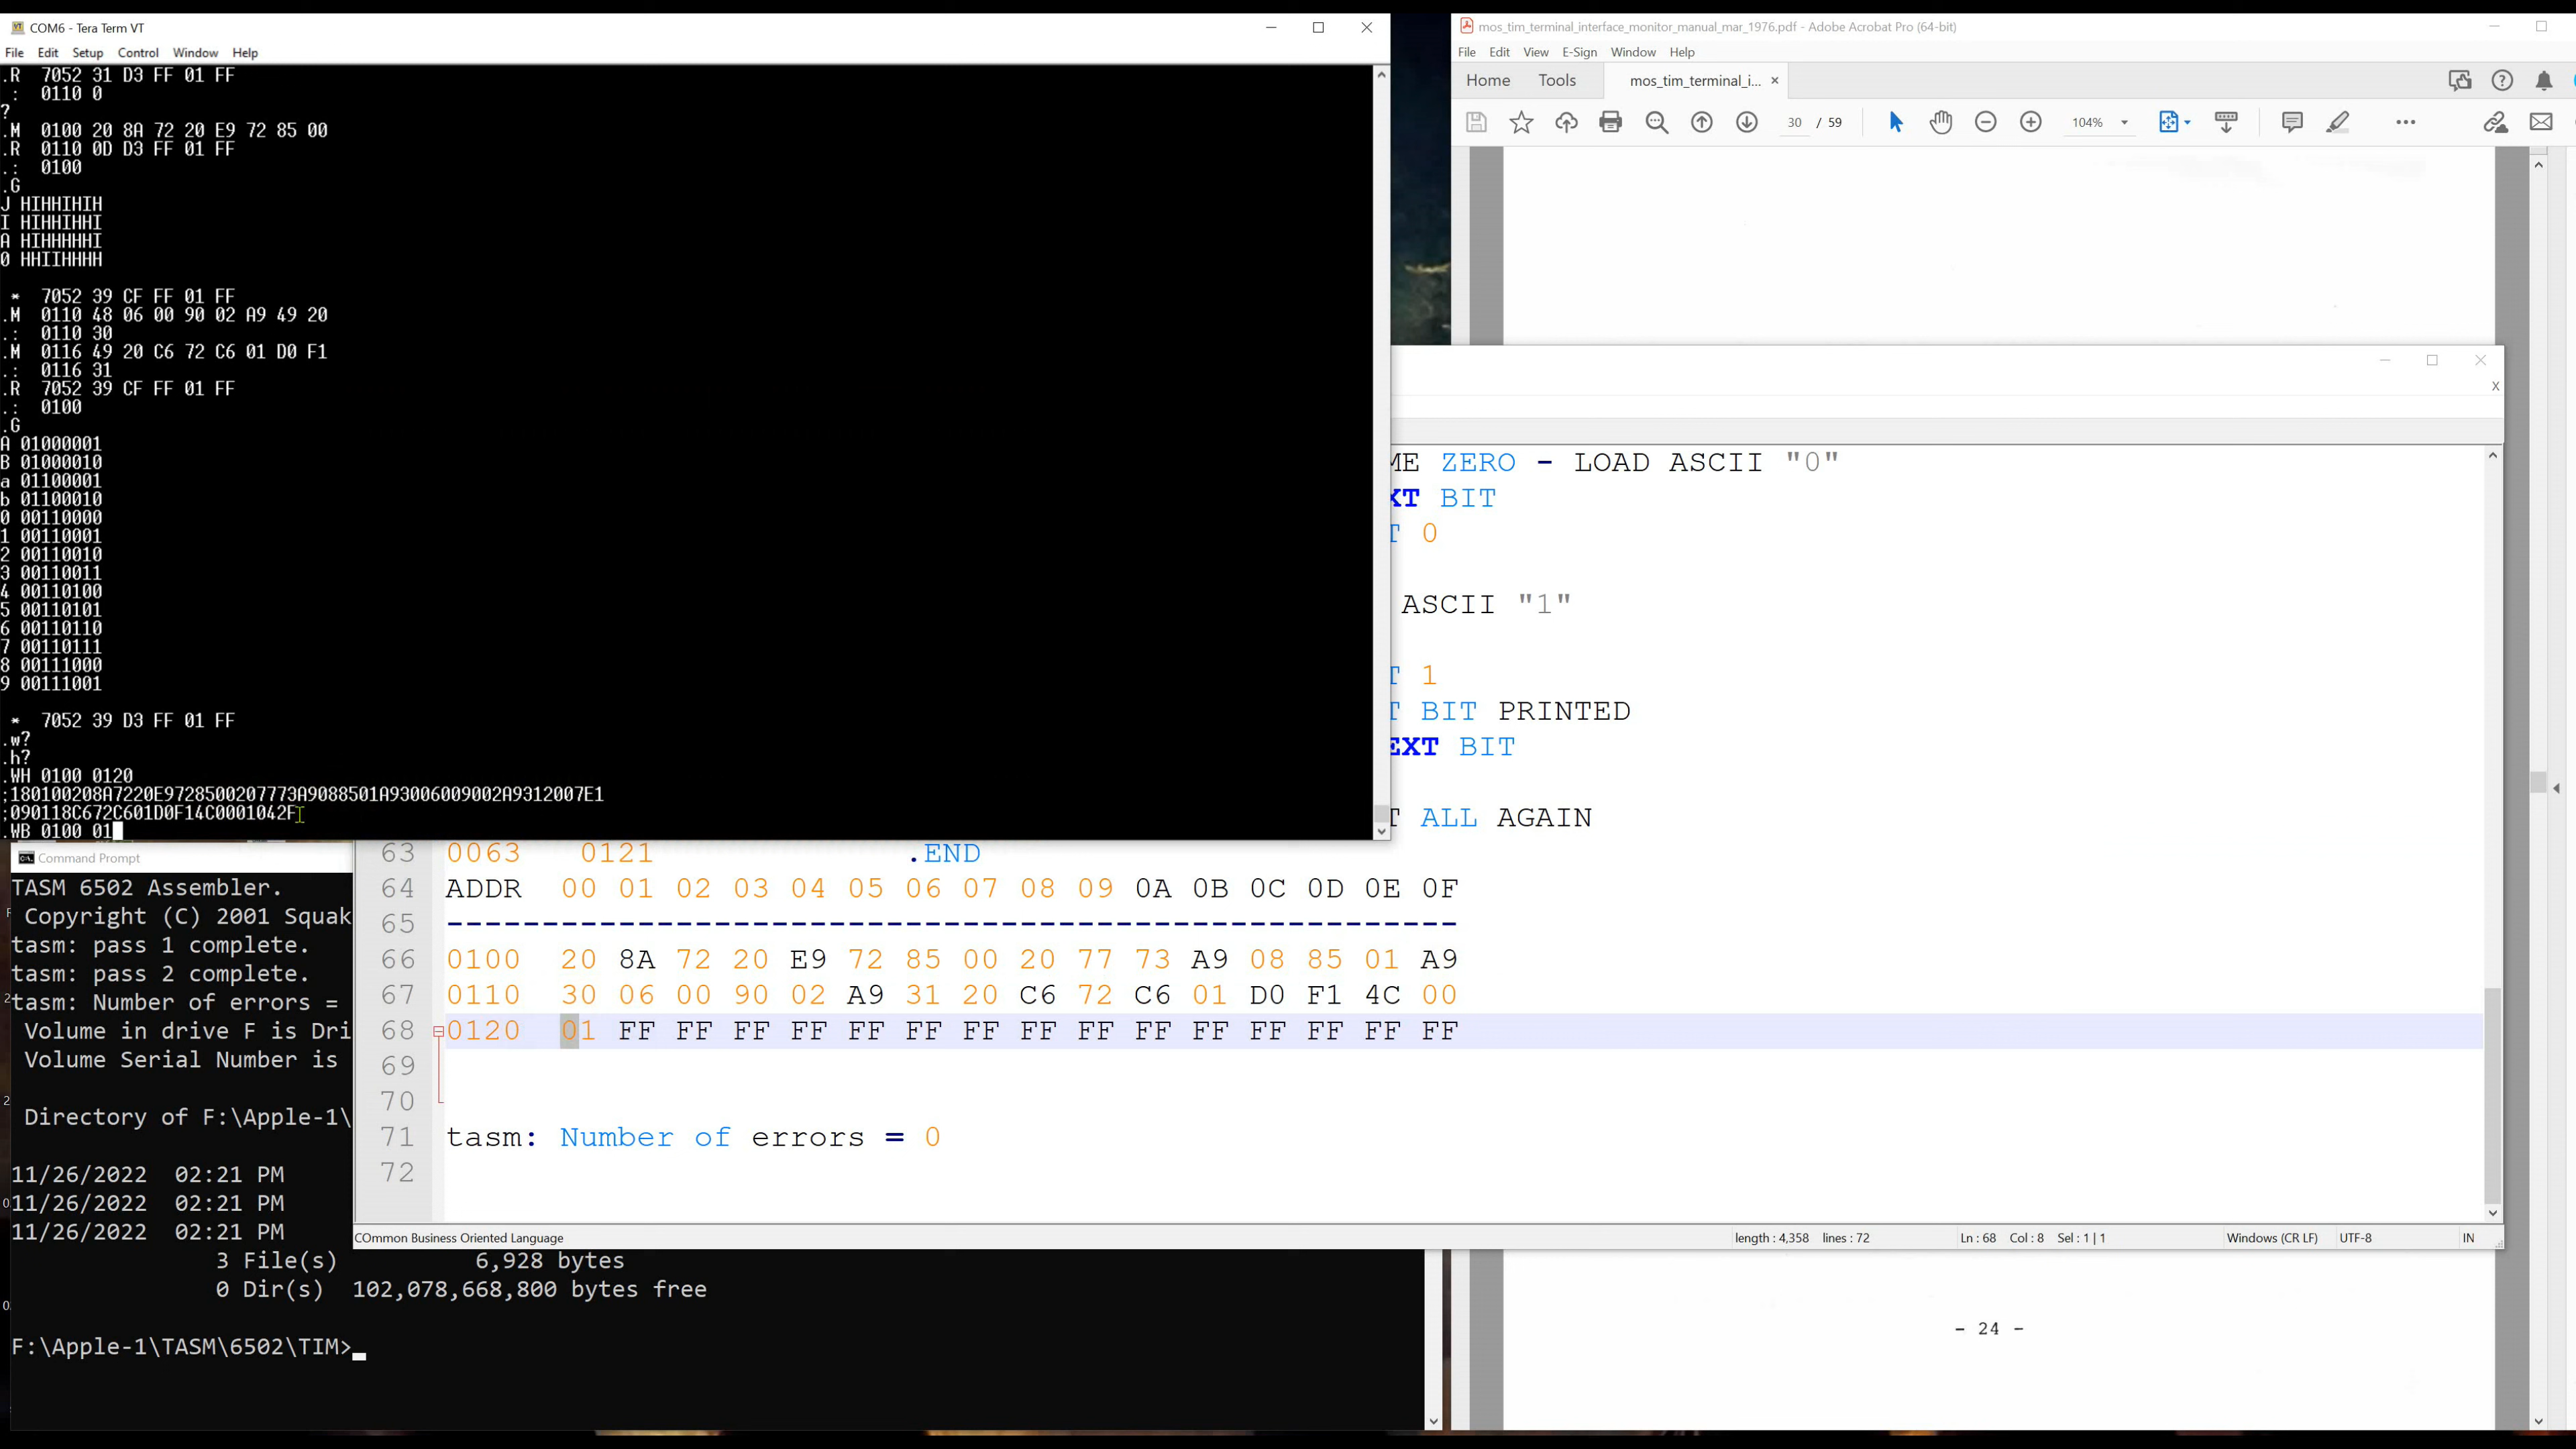 COM6 - Tera Term VT
File Edit Setup Control Window Help
.R 7052 31 D3 FF 01 FF
.: 0110 0
?
.M 0100 20 8A 72 20 E9 72 85 00
.R 0110 0D D3 FF 01 FF
.: 0100
.G
J HIHHIHIH
I HIHHIHHI
A HIHHHHHI
0 HHIIHHHH
* 7052 39 CF FF 01 FF
.M 0110 48 06 00 90 02 A9 49 20
.: 0110 30
.M 0116 49 20 C6 72 C6 01 D0 F1
.: 0116 31
.R 7052 39 CF FF 01 FF
.: 0100
.G
A 01000001
B 01000010
a 01100001
b 01100010
0 00110000
1 00110001
2 00110010
3 00110011
4 00110100
5 00110101
6 00110110
7 00110111
8 00111000
9 00111001
* 7052 39 D3 FF 01 FF
.w?
.h?
.WH 0100 0120
;180100208A7220E9728500207773A9088501A93006009002A9312007E1
;090118C672C601D0F14C0001042F
.WB 0100 01
mos_tim_terminal_interface_monitor_manual_mar_1976.pdf - Adobe Acrobat Pro (64-bit)
File Edit View E-Sign Window Help
Home Tools mos_tim_terminal_i... ×
30 / 59 104%
- 24 -
X
ME ZERO - LOAD ASCII "0"
XT BIT
T 0
ASCII "1"
T 1
T BIT PRINTED
EXT BIT
T ALL AGAIN
63 0063 0121 .END
64 ADDR 00 01 02 03 04 05 06 07 08 09 0A 0B 0C 0D 0E 0F
65 -----------------------------------------------------
66 0100 20 8A 72 20 E9 72 85 00 20 77 73 A9 08 85 01 A9
67 0110 30 06 00 90 02 A9 31 20 C6 72 C6 01 D0 F1 4C 00
68 0120 01 FF FF FF FF FF FF FF FF FF FF FF FF FF FF FF
69
70
71 tasm: Number of errors = 0
72
COmmon Business Oriented Language length : 4,358 lines : 72 Ln : 68 Col : 8 Sel : 1 | 1 Windows (CR LF) UTF-8 IN
Command Prompt
TASM 6502 Assembler.
Copyright (C) 2001 Squak
tasm: pass 1 complete.
tasm: pass 2 complete.
tasm: Number of errors =
Volume in drive F is Dri
Volume Serial Number is
Directory of F:\Apple-1\
11/26/2022 02:21 PM
11/26/2022 02:21 PM
11/26/2022 02:21 PM
3 File(s) 6,928 bytes
0 Dir(s) 102,078,668,800 bytes free
F:\Apple-1\TASM\6502\TIM>